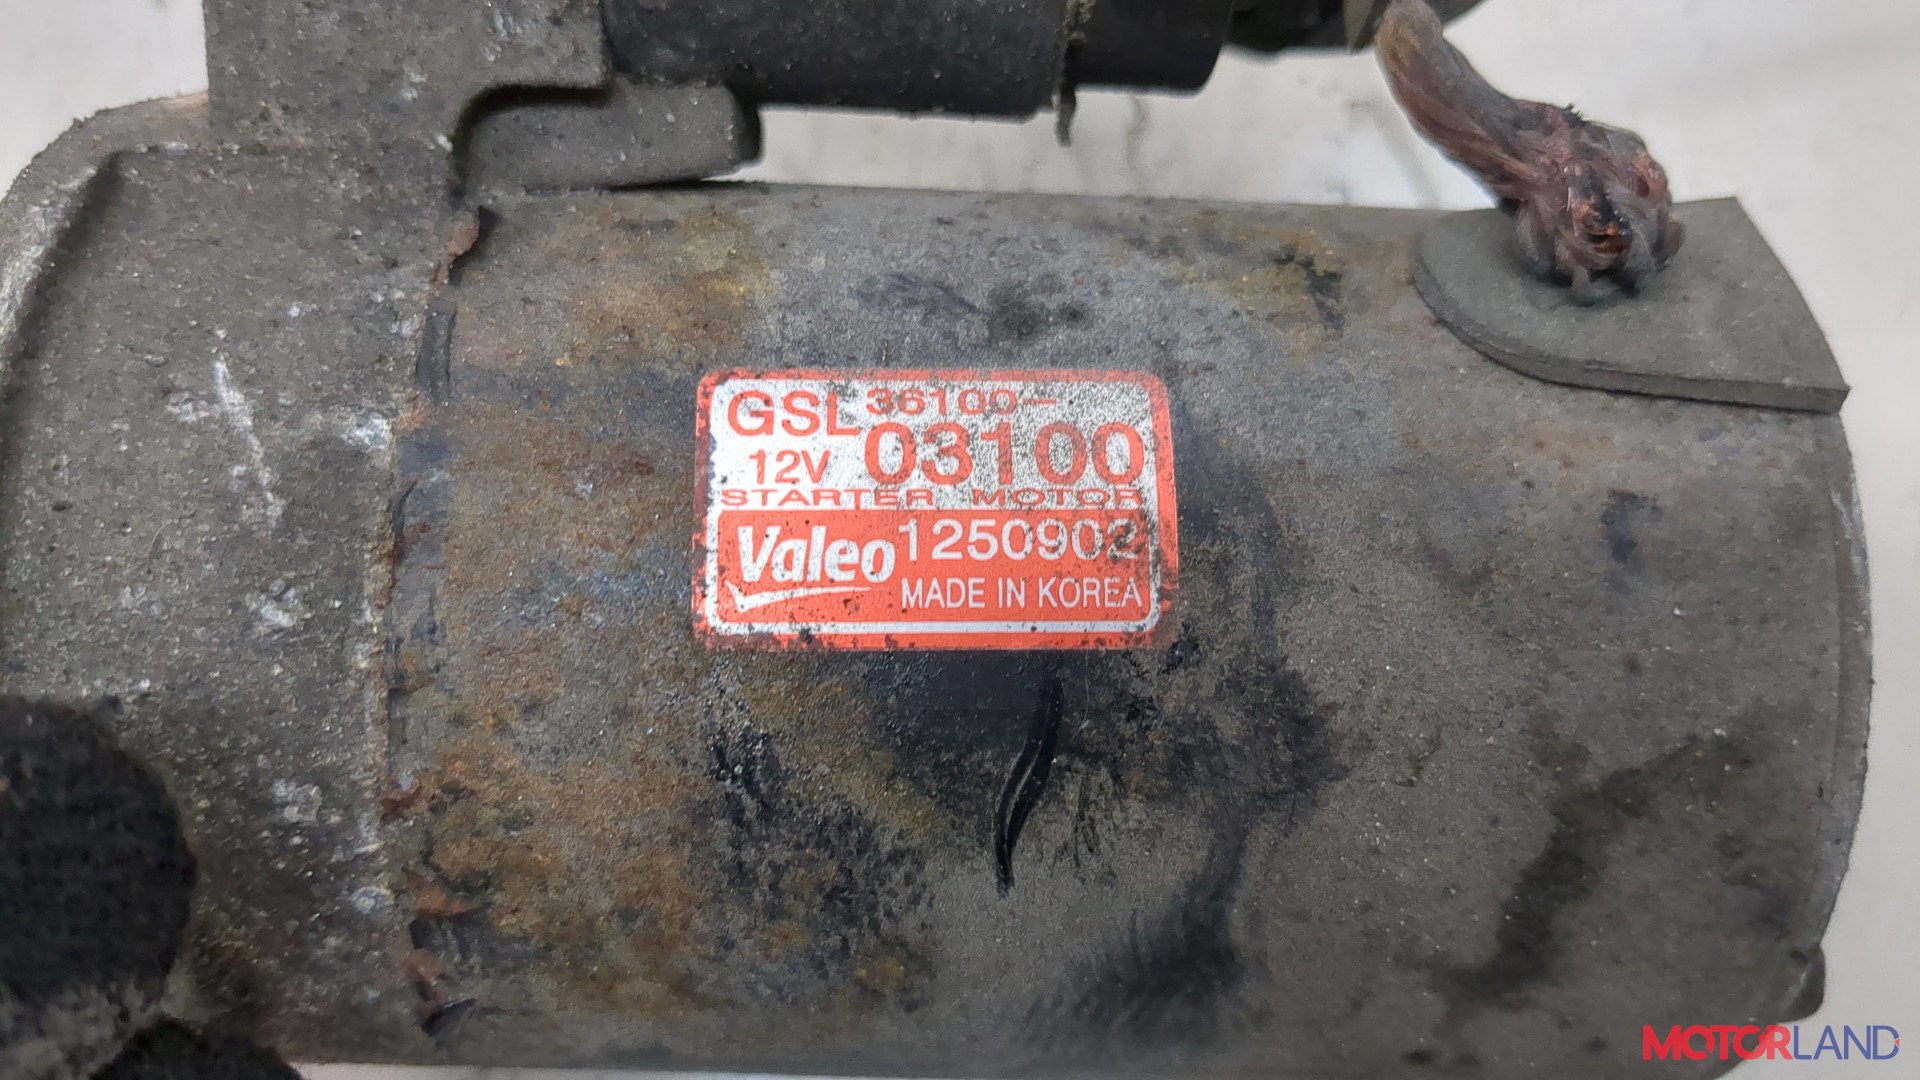 GSL 36100-
12V 03100
STARTER MOTOR
Valeo 1250902
MADE IN KOREA
MOTORLAND